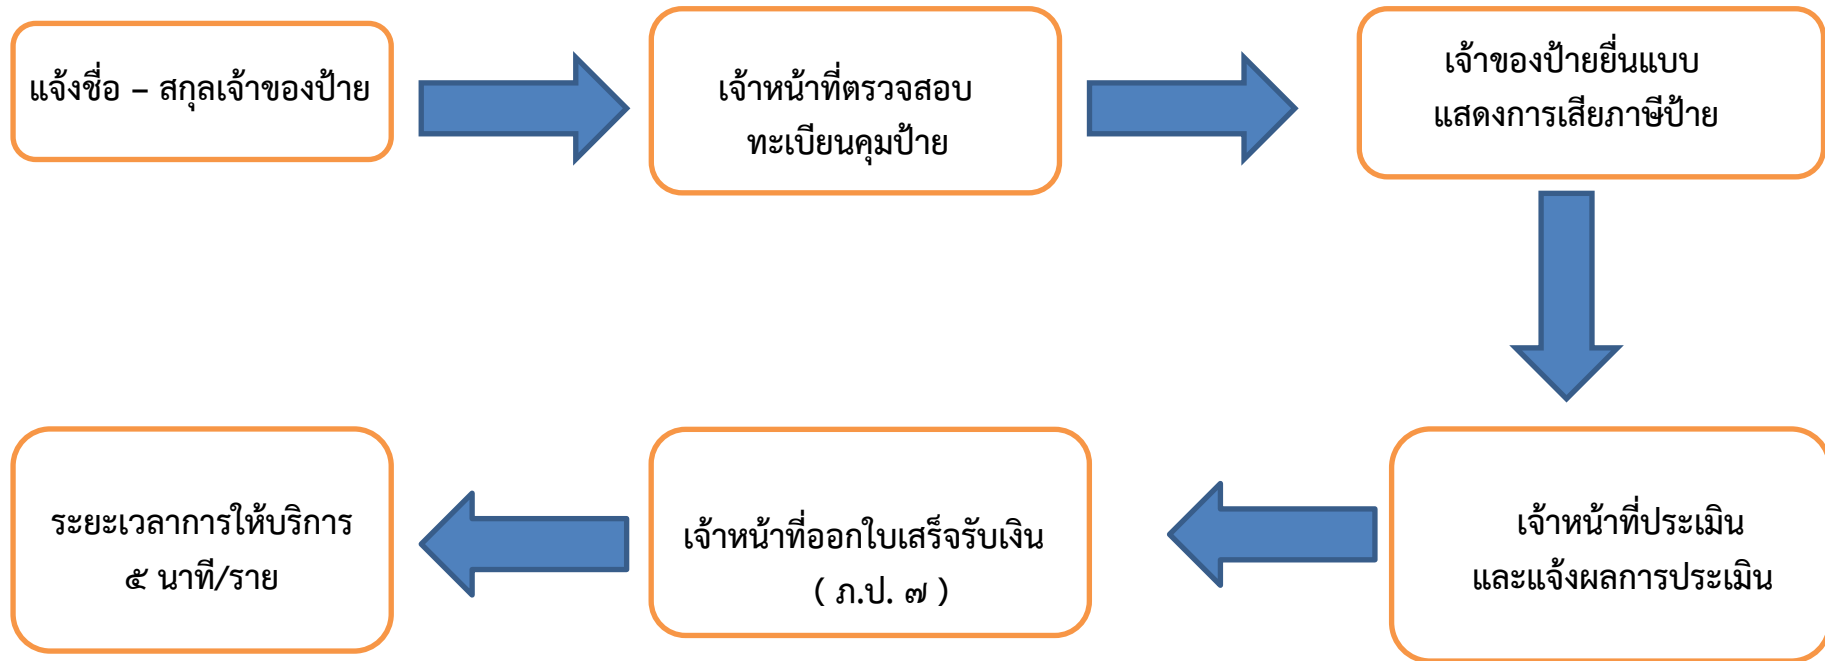 แจ้งชื่อ – สกุลเจ้าของป้าย
เจ้าหน้าที่ตรวจสอบ
ทะเบียนคุมป้าย
เจ้าของป้ายยื่นแบบ
แสดงการเสียภาษีป้าย
เจ้าหน้าที่ประเมิน
และแจ้งผลการประเมิน
เจ้าหน้าที่ออกใบเสร็จรับเงิน
( ภ.ป. ๗ )
ระยะเวลาการให้บริการ
๕ นาที/ราย